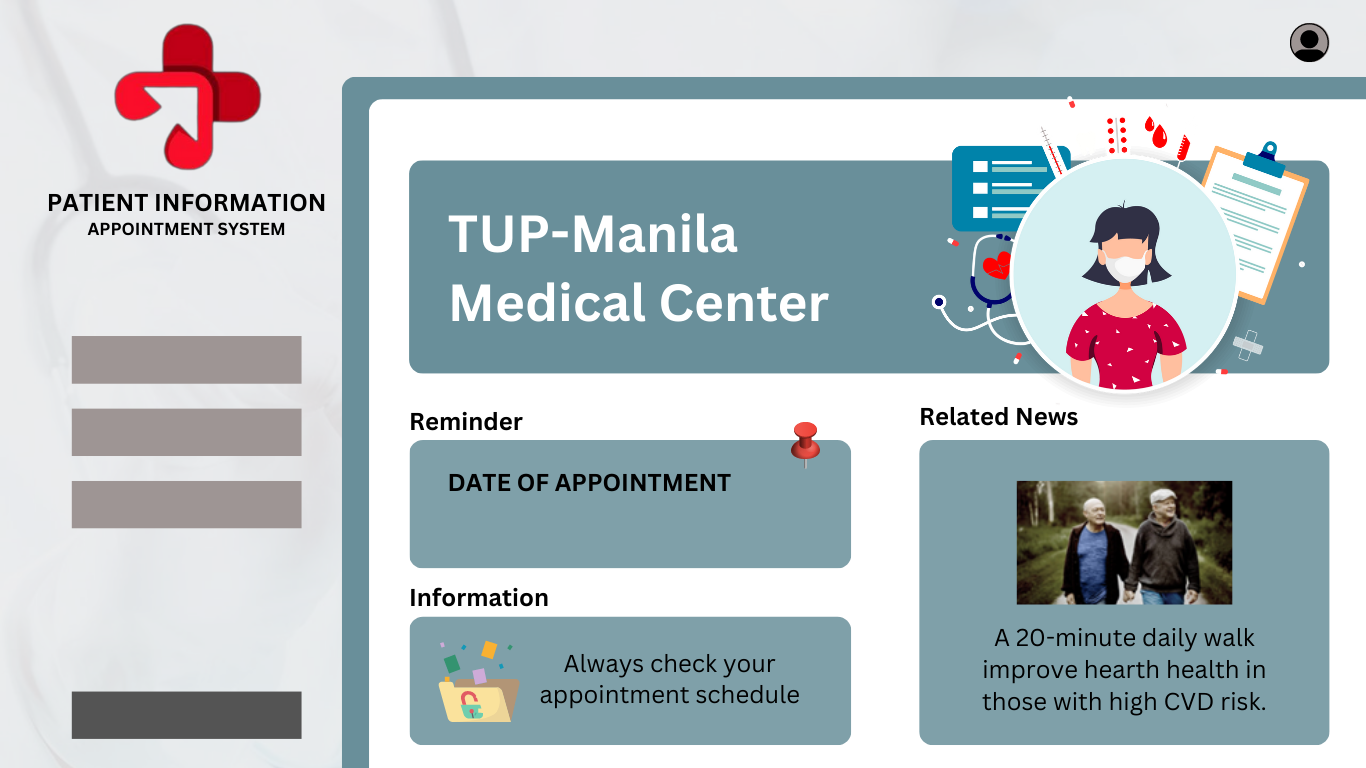 PATIENT INFORMATION
APPOINTMENT SYSTEM
TUP-Manila
Medical Center
Reminder
DATE OF APPOINTMENT
Information
Always check your
appointment schedule
Related News
A 20-minute daily walk
improve hearth health in
those with high CVD risk.